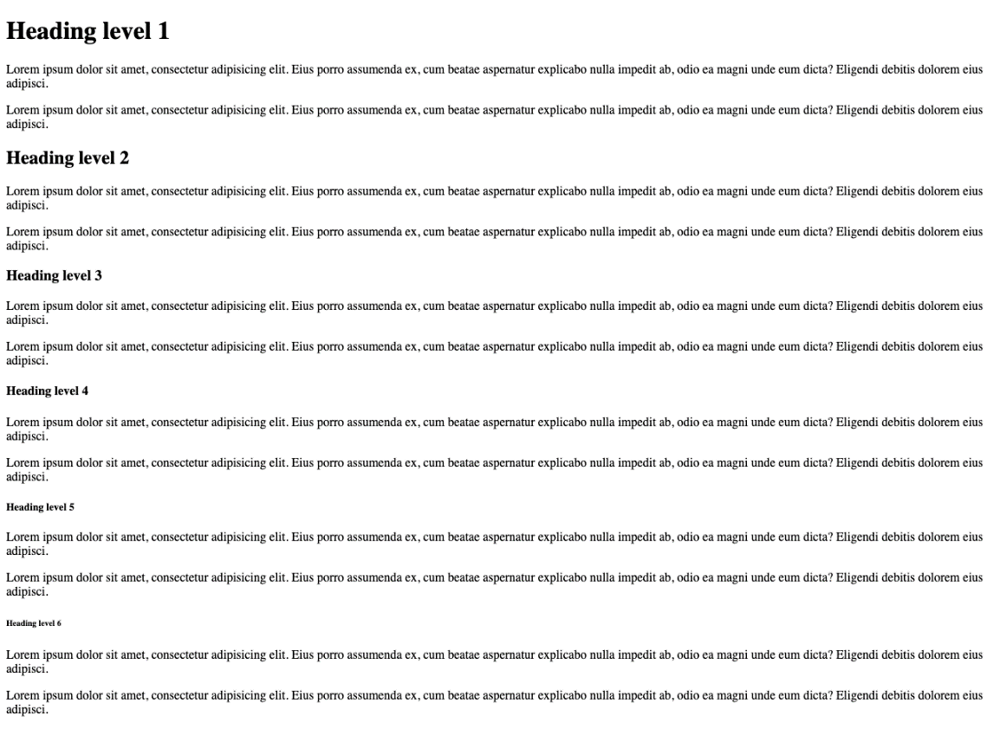 Heading level 1
Lorem ipsum dolor sit amet, consectetur adipisicing elit. Eius porro assumenda ex, cum beatae aspernatur explicabo nulla impedit ab, odio ea magni unde eum dicta? Eligendi debitis dolorem eius
adipisci.
Lorem ipsum dolor sit amet, consectetur adipisicing elit. Eius porro assumenda ex, cum beatae aspernatur explicabo nulla impedit ab, odio ea magni unde eum dicta? Eligendi debitis dolorem eius
adipisci.
Heading level 2
Lorem ipsum dolor sit amet, consectetur adipisicing elit. Eius porro assumenda ex, cum beatae aspernatur explicabo nulla impedit ab, odio ea magni unde eum dicta? Eligendi debitis dolorem eius
adipisci.
Lorem ipsum dolor sit amet, consectetur adipisicing elit. Eius porro assumenda ex, cum beatae aspernatur explicabo nulla impedit ab, odio ea magni unde eum dicta? Eligendi debitis dolorem eius
adipisci.
Heading level 3
Lorem ipsum dolor sit amet, consectetur adipisicing elit. Eius porro assumenda ex, cum beatae aspernatur explicabo nulla impedit ab, odio ea magni unde eum dicta? Eligendi debitis dolorem eius
adipisci.
Lorem ipsum dolor sit amet, consectetur adipisicing elit. Eius porro assumenda ex, cum beatae aspernatur explicabo nulla impedit ab, odio ea magni unde eum dicta? Eligendi debitis dolorem eius
adipisci.
Heading level 4
Lorem ipsum dolor sit amet, consectetur adipisicing elit. Eius porro assumenda ex, cum beatae aspernatur explicabo nulla impedit ab, odio ea magni unde eum dicta? Eligendi debitis dolorem eius
adipisci.
Lorem ipsum dolor sit amet, consectetur adipisicing elit. Eius porro assumenda ex, cum beatae aspernatur explicabo nulla impedit ab, odio ea magni unde eum dicta? Eligendi debitis dolorem eius
adipisci.
Heading level 5
Lorem ipsum dolor sit amet, consectetur adipisicing elit. Eius porro assumenda ex, cum beatae aspernatur explicabo nulla impedit ab, odio ea magni unde eum dicta? Eligendi debitis dolorem eius
adipisci.
Lorem ipsum dolor sit amet, consectetur adipisicing elit. Eius porro assumenda ex, cum beatae aspernatur explicabo nulla impedit ab, odio ea magni unde eum dicta? Eligendi debitis dolorem eius
adipisci.
Heading level 6
Lorem ipsum dolor sit amet, consectetur adipisicing elit. Eius porro assumenda ex, cum beatae aspernatur explicabo nulla impedit ab, odio ea magni unde eum dicta? Eligendi debitis dolorem eius
adipisci.
Lorem ipsum dolor sit amet, consectetur adipisicing elit. Eius porro assumenda ex, cum beatae aspernatur explicabo nulla impedit ab, odio ea magni unde eum dicta? Eligendi debitis dolorem eius
adipisci.